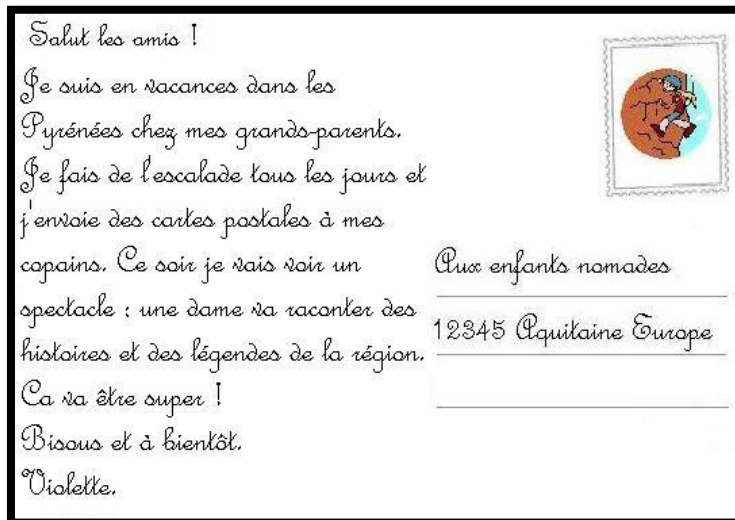 Salut les amis !
Je suis en vacances dans les
Pyrénées chez mes grands-parents.
Je fais de l'escalade tous les jours et
j'envoie des cartes postales à mes
copains. Ce soir je vais voir un
spectacle : une dame va raconter des
histoires et des légendes de la région.
Ca va être super !
Bisous et à bientôt.
Violette.
Aux enfants nomades
12345 Aquitaine Europe